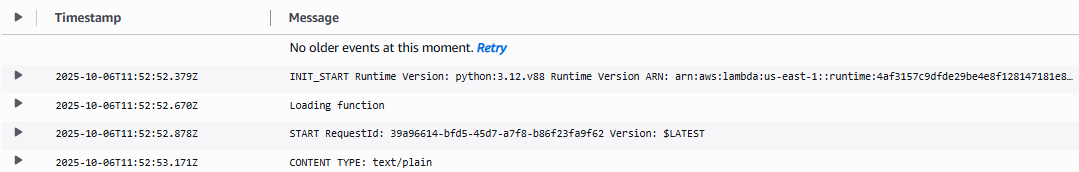 Timestamp Message
No older events at this moment. Retry
2025-10-06T11:52:52.379Z INIT_START Runtime Version: python:3.12.v88 Runtime Version ARN: arn:aws:lambda:us-east-1::runtime:4af3157c9dfde29be4e8f128147181e8…
2025-10-06T11:52:52.670Z Loading function
2025-10-06T11:52:52.878Z START RequestId: 39a96614-bfd5-45d7-a7f8-b86f23fa9f62 Version: $LATEST
2025-10-06T11:52:53.171Z CONTENT TYPE: text/plain